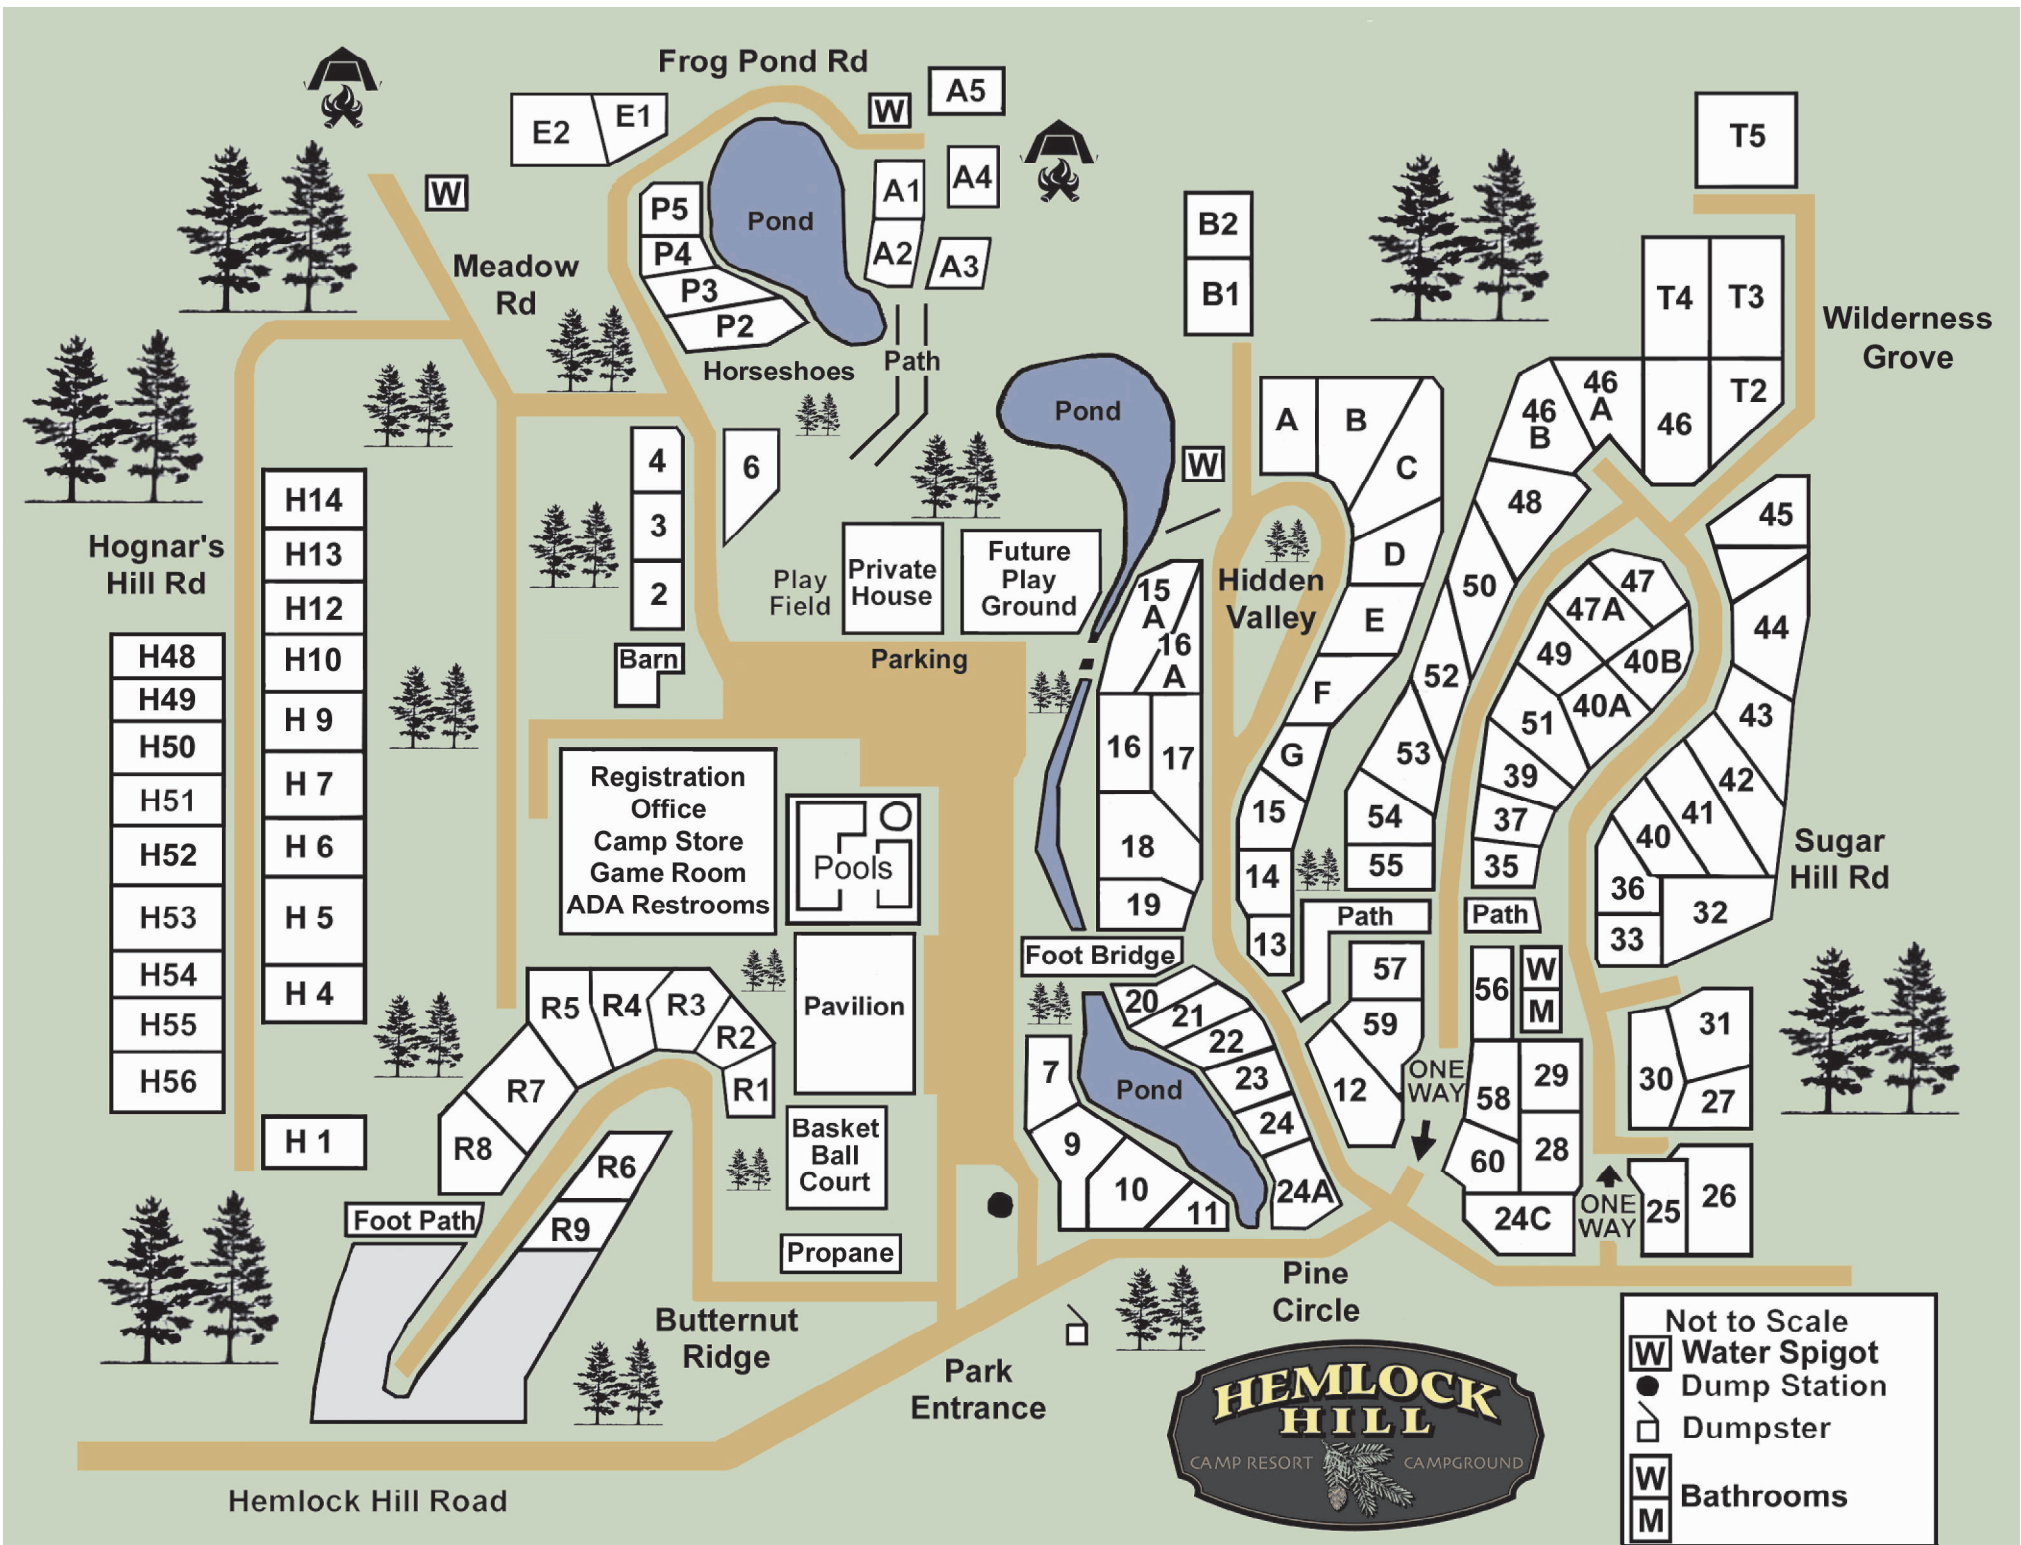 Frog Pond Rd
W
A5
E2
E1
T5
W
P5
A1
A4
Pond
B2
P4
A2
A3
Meadow
Rd
P3
B1
T4
T3
P2
Wilderness
Grove
Path
Horseshoes
Pond
A
B
46
A
T2
46
B
46
C
4
6
W
H14
48
45
3
Hognar's
Hill Rd
H13
Private
House
Future
Play
Ground
D
Play
Field
15
A
Hidden
Valley
50
47
47A
2
H12
E
44
16
A
49
40B
H48
H10
Barn
Parking
F
52
40A
H49
H 9
51
43
H50
16
17
G
53
39
42
Registration
Office
Camp Store
Game Room
ADA Restrooms
H51
H 7
15
54
37
41
40
Sugar
Hill Rd
H52
H 6
Pools
18
14
55
35
36
H53
H 5
19
Path
Path
32
33
13
Foot Bridge
H54
H 4
R5
R4
R3
R2
Pavilion
20
21
22
57
59
56
W
M
31
H55
7
Pond
23
ONE
WAY
29
30
H56
R7
R1
12
58
27
24
H 1
R8
R6
Basket
Ball
Court
9
60
28
10
11
24A
24C
ONE
WAY
25
26
Foot Path
R9
Propane
Pine
Circle
Butternut
Ridge
Park
Entrance
Not to Scale
W Water Spigot
Dump Station
Dumpster
W
M
Bathrooms
HEMLOCK
HILL
CAMP RESORT CAMPGROUND
Hemlock Hill Road